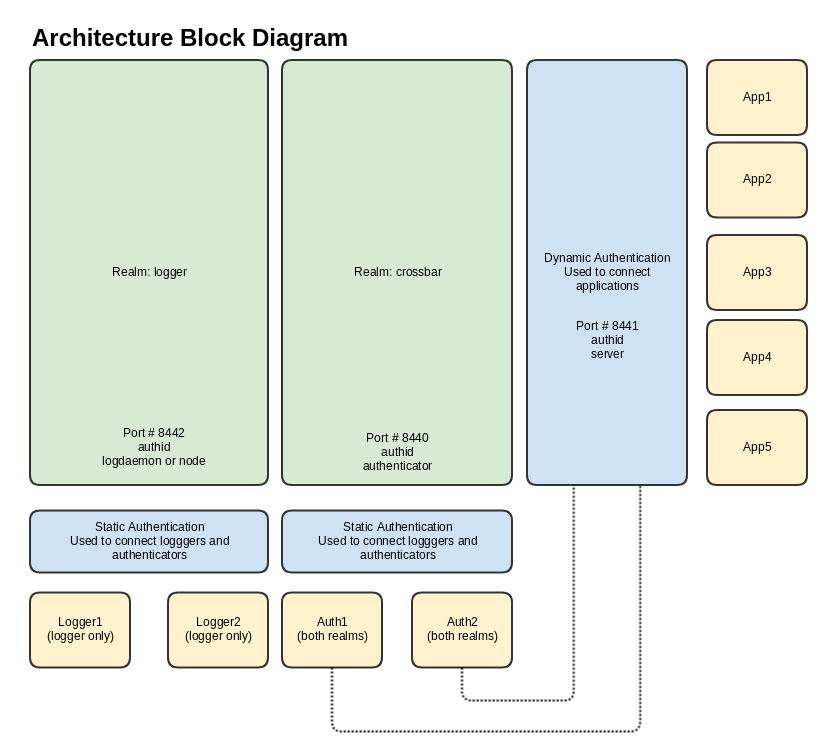 Architecture Block Diagram
Realm: logger
Port # 8442
authid
logdaemon or node
Realm: crossbar
Port # 8440
authid
authenticator
Dynamic Authentication
Used to connect
applications
Port # 8441
authid
server
App1
App2
App3
App4
App5
Static Authentication
Used to connect logggers and
authenticators
Static Authentication
Used to connect logggers and
authenticators
Logger1
(logger only)
Logger2
(logger only)
Auth1
(both realms)
Auth2
(both realms)